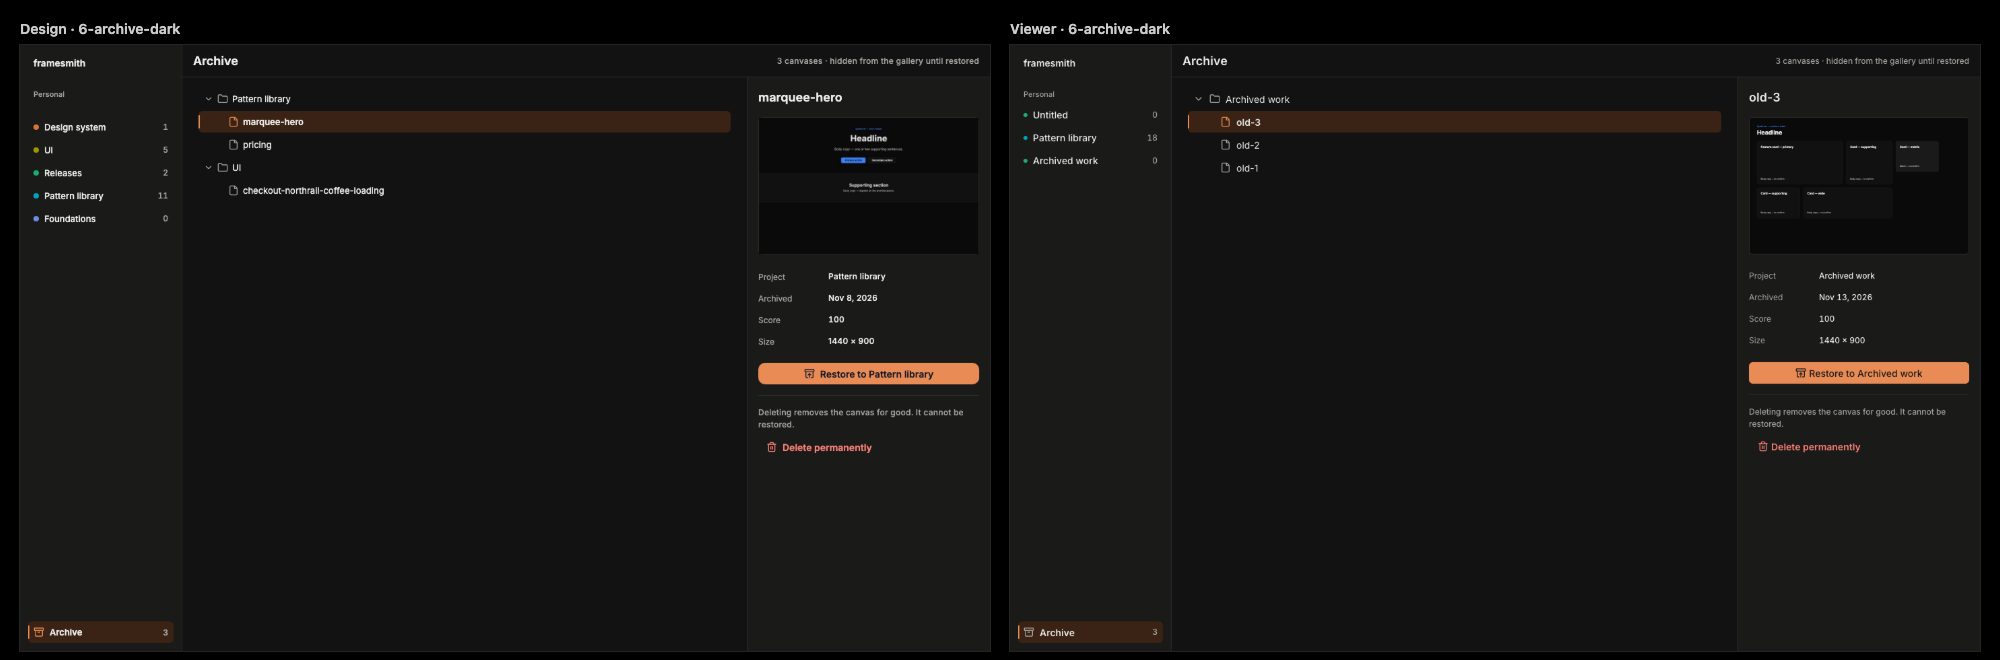 Design · 6-archive-dark
framesmith
Personal
Design system 1
UI 5
Releases 2
Pattern library 11
Foundations 0
Archive 3
Archive
3 canvases · hidden from the gallery until restored
Pattern library
marquee-hero
pricing
UI
checkout-northrail-coffee-loading
marquee-hero
Headline
Supporting section
Project Pattern library
Archived Nov 8, 2026
Score 100
Size 1440 × 900
Restore to Pattern library
Deleting removes the canvas for good. It cannot be
restored.
Delete permanently
Viewer · 6-archive-dark
framesmith
Personal
Untitled 0
Pattern library 18
Archived work 0
Archive 3
Archive
3 canvases · hidden from the gallery until restored
Archived work
old-3
old-2
old-1
old-3
Headline
Project Archived work
Archived Nov 13, 2026
Score 100
Size 1440 × 900
Restore to Archived work
Deleting removes the canvas for good. It cannot be
restored.
Delete permanently